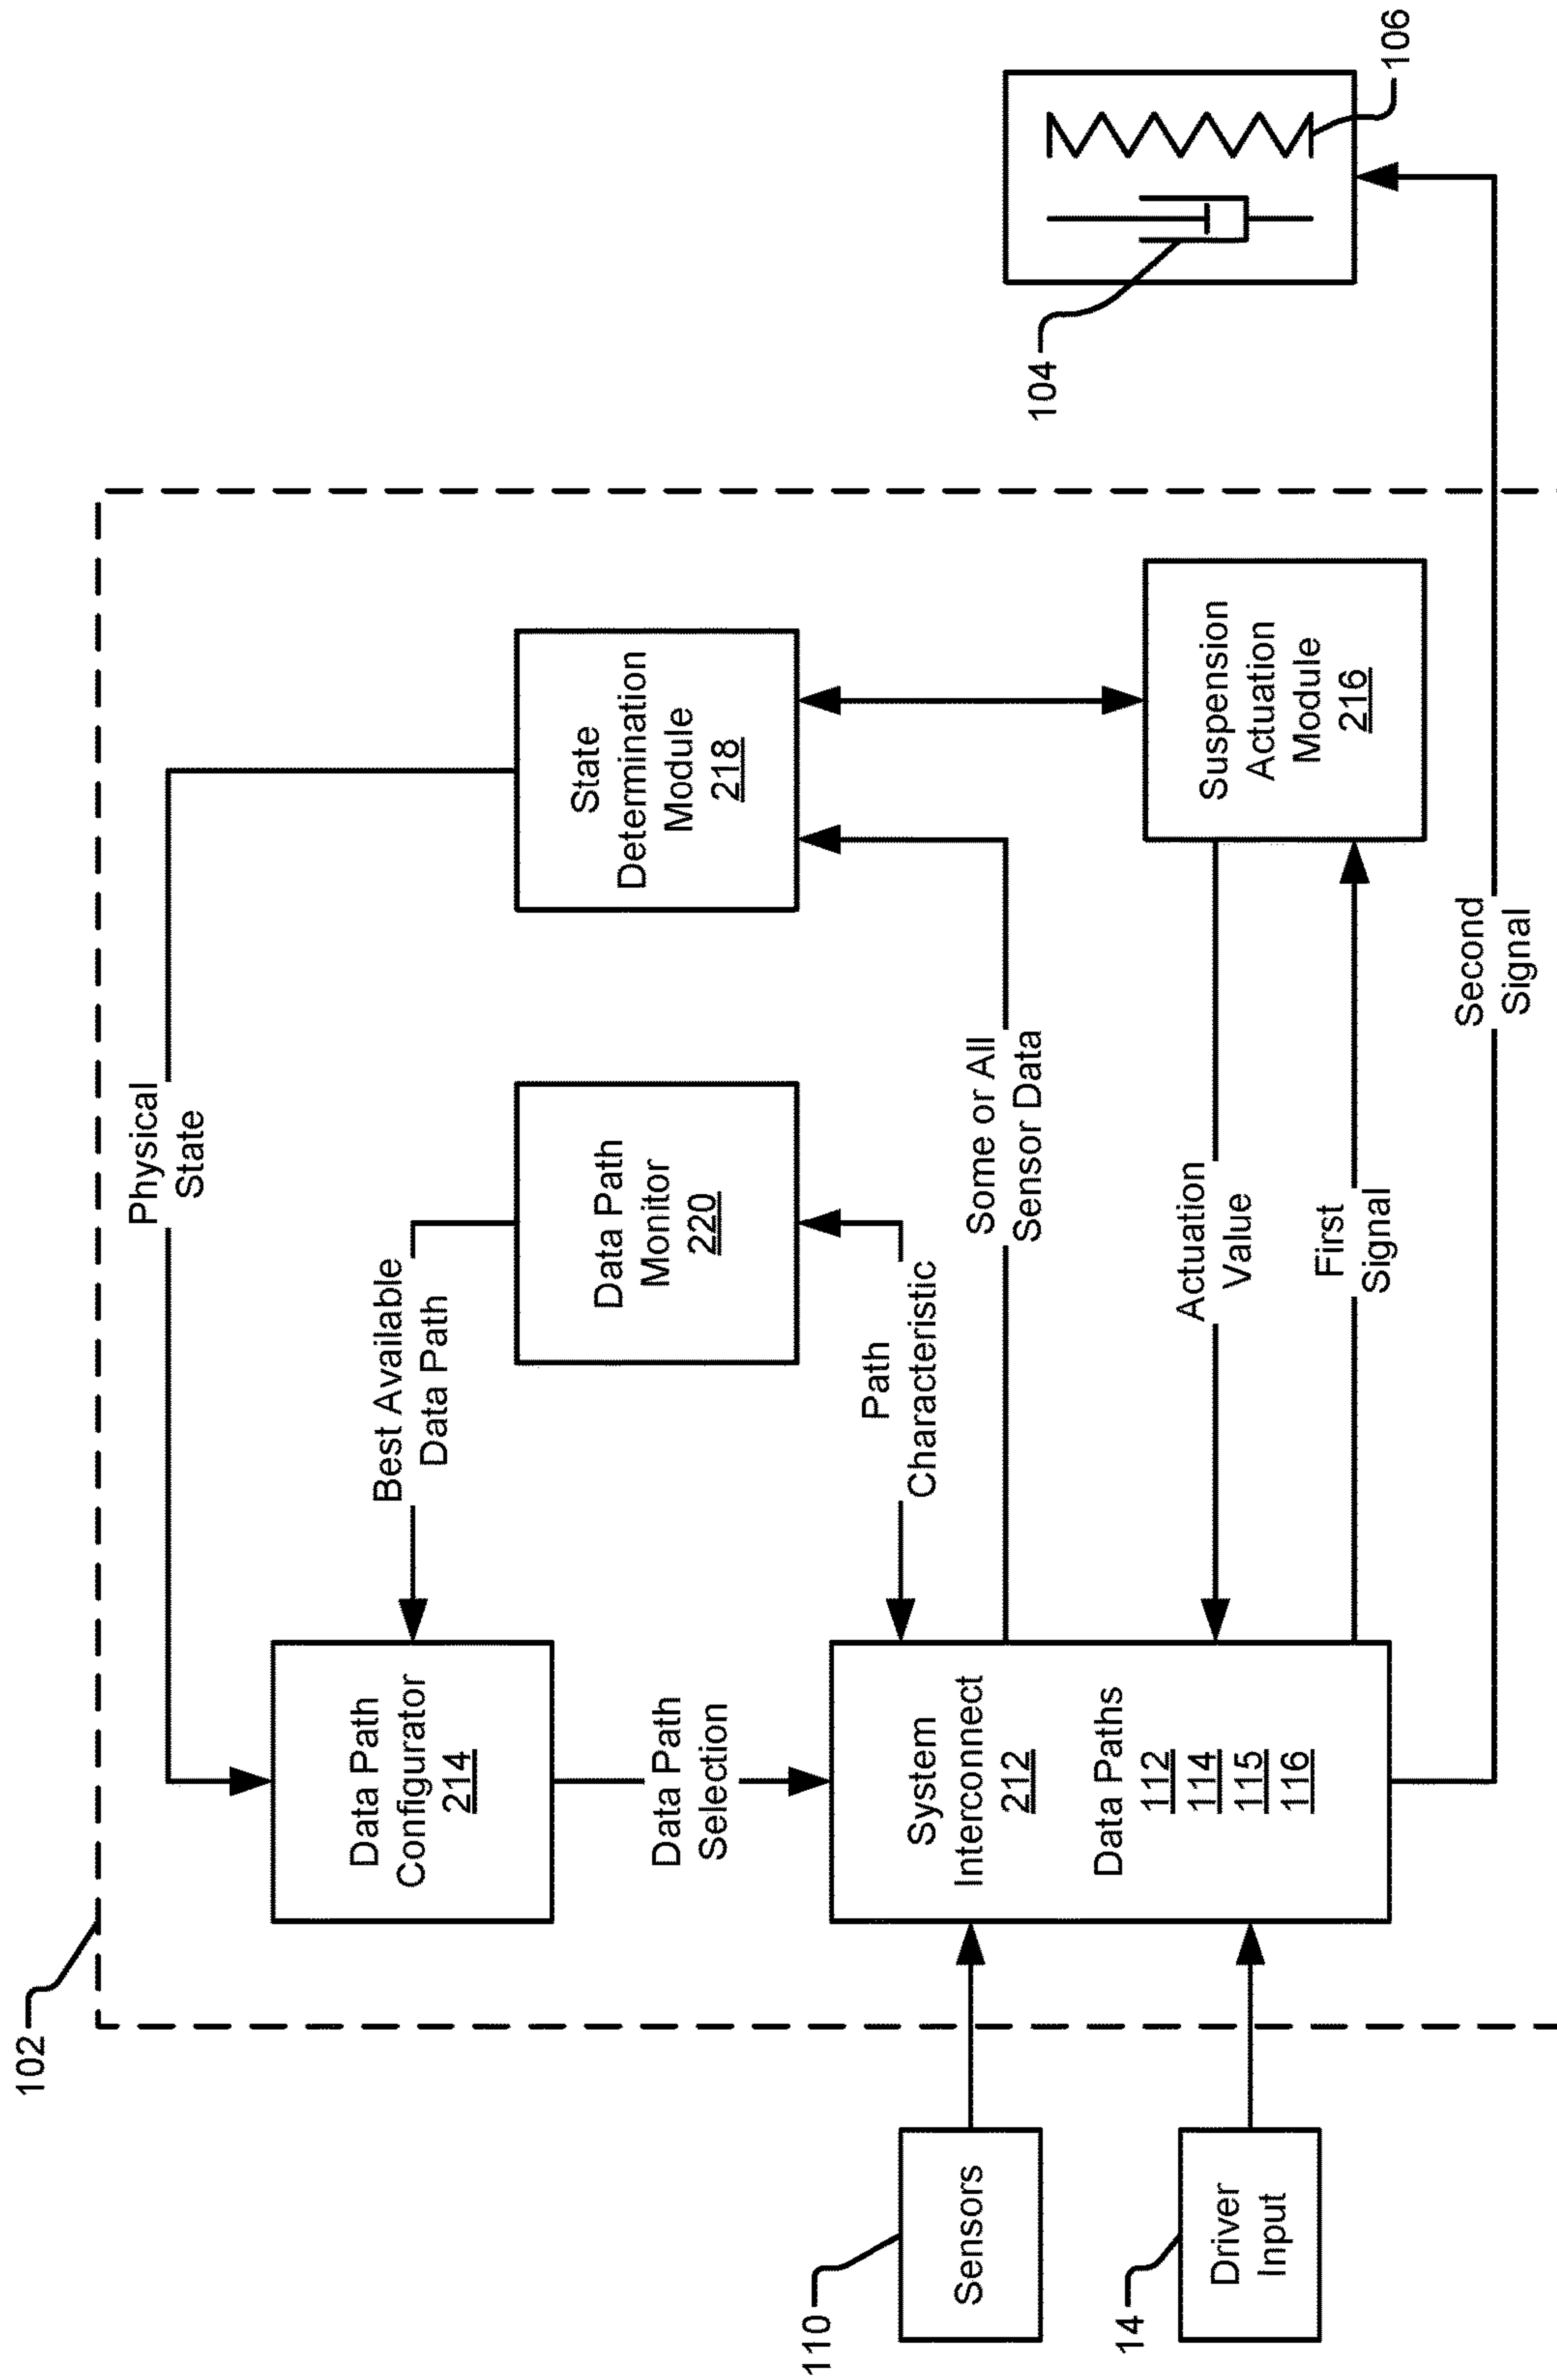 102
Physical
State
Data Path
Configurator
214
Best Available
Data Path
Data Path
Monitor
220
State
Determination
Module
218
Data Path
Selection
Path
Characteristic
Some or All
Sensor Data
110
Sensors
14
Driver
Input
System
Interconnect
212
Data Paths
112
114
115
116
Actuation
Value
First
Signal
Suspension
Actuation
Module
216
Second
Signal
104
106